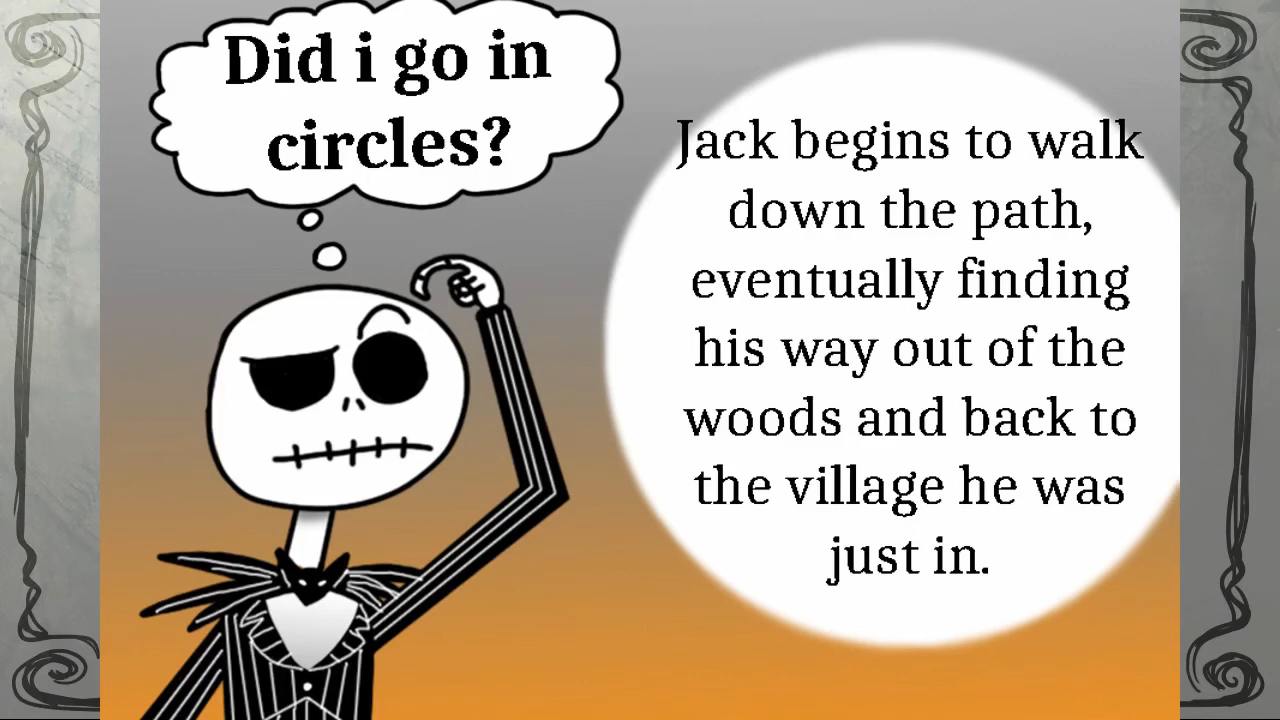 Did i go in
circles?
Jack begins to walk
down the path,
eventually finding
his way out of the
woods and back to
the village he was
just in.